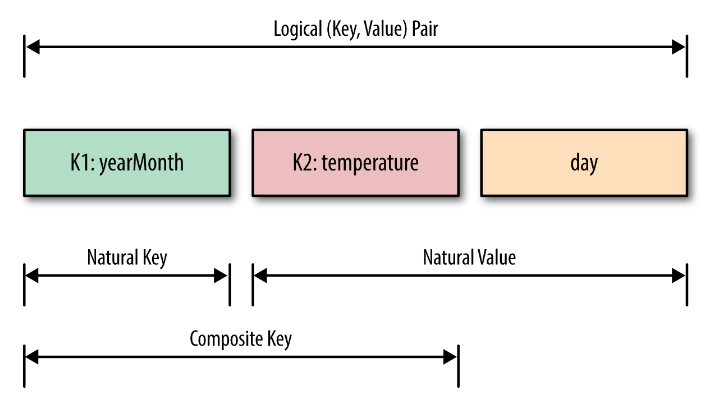 Logical (Key, Value) Pair
K1: yearMonth
K2: temperature
day
Natural Key
Natural Value
Composite Key